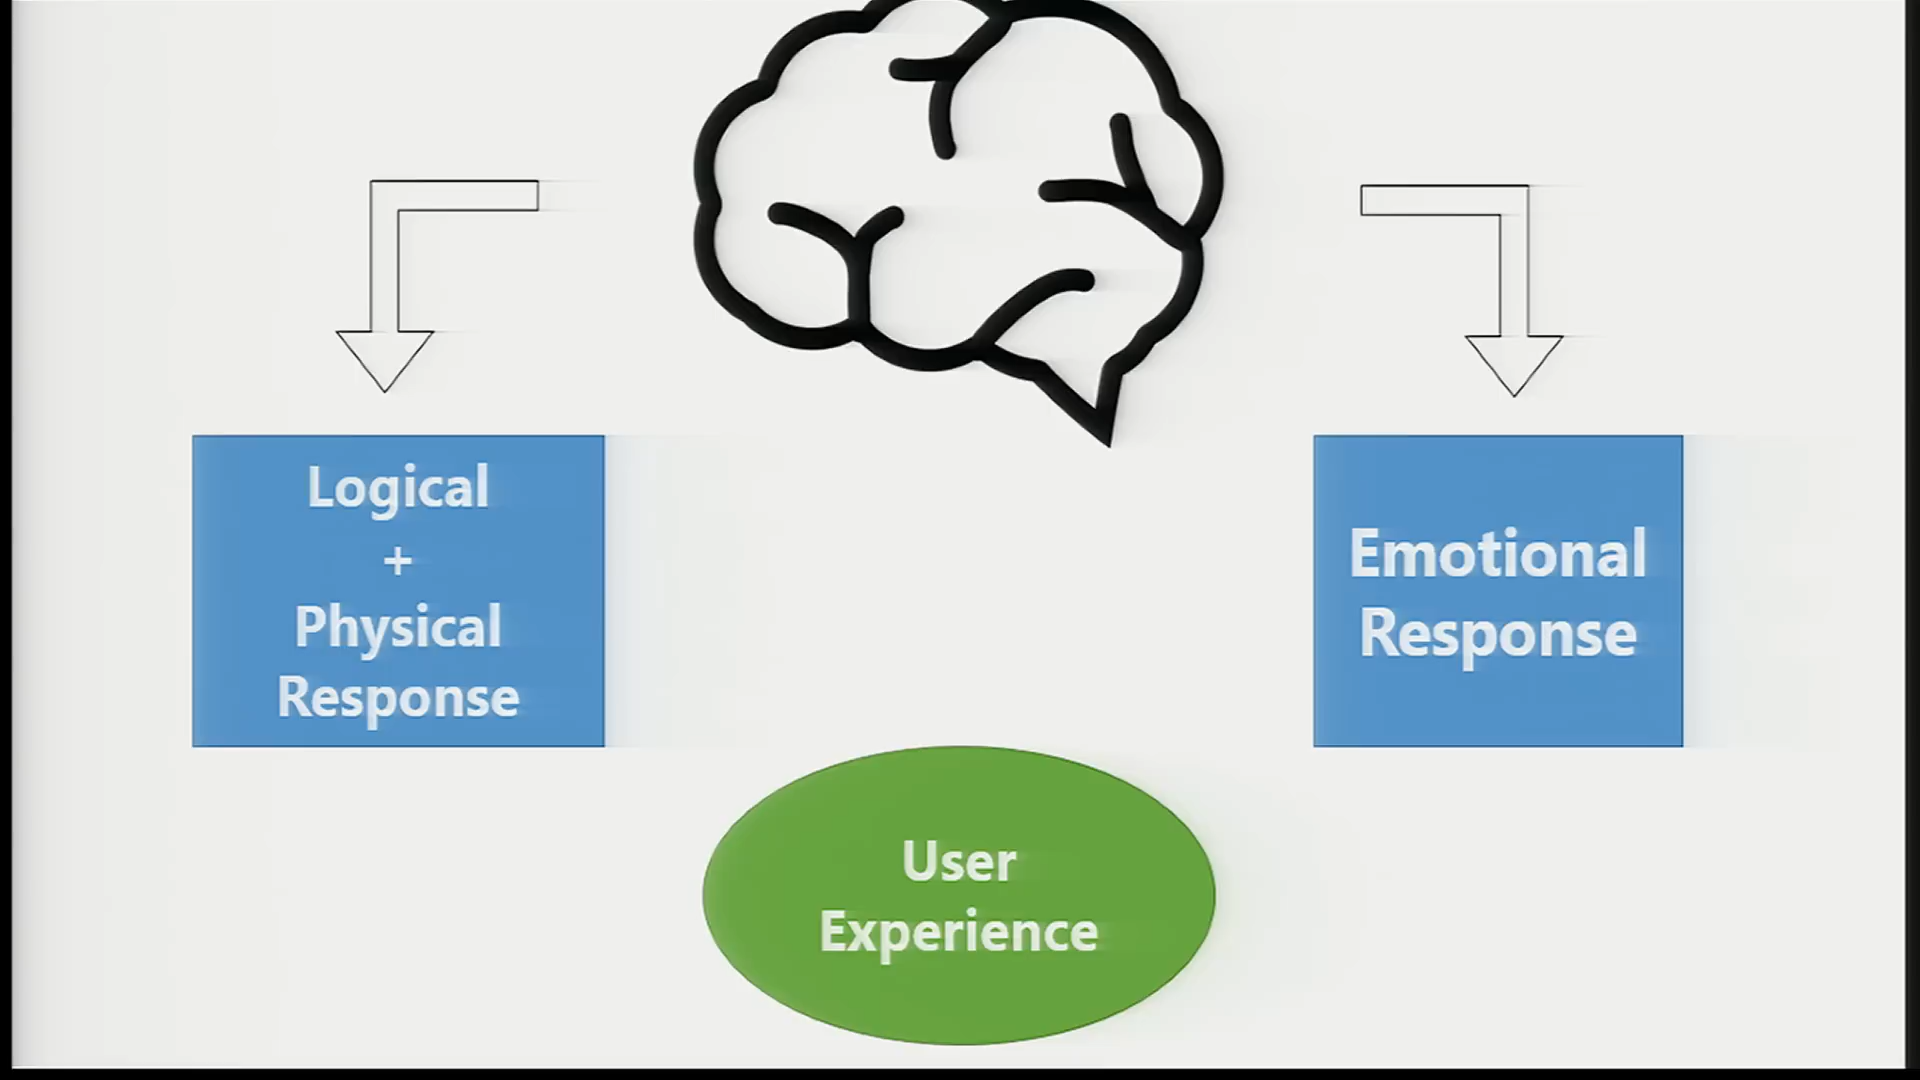 Logical
+
Physical
Response
Emotional
Response
User
Experience